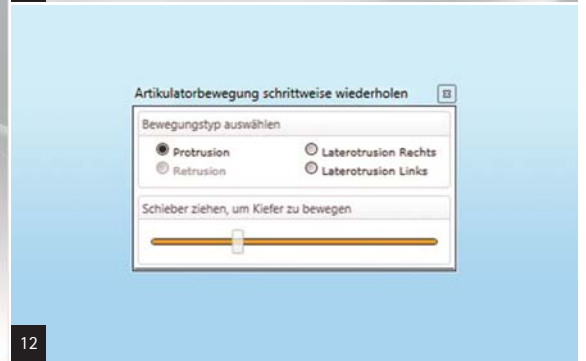 Artikulatorbewegung schrittweise wiederholen
Bewegungstyp auswählen
Protrusion
Laterotrusion Rechts
Retrusion
Laterotrusion Links
Schieber ziehen, um Kiefer zu bewegen
12